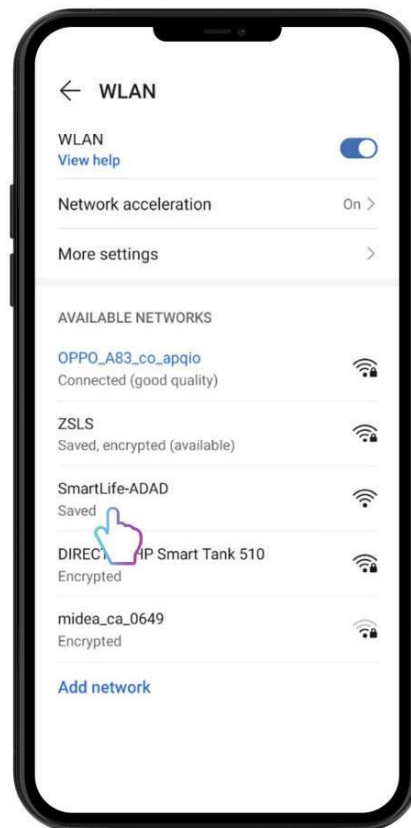 WLAN
WLAN
View help
Network acceleration On
More settings
AVAILABLE NETWORKS
OPPO_A83_co_apqio
Connected (good quality)
ZSLS
Saved, encrypted (available)
SmartLife-ADAD
Saved
HP Smart Tank 510
Encrypted
midea_ca_0649
Encrypted
Add network